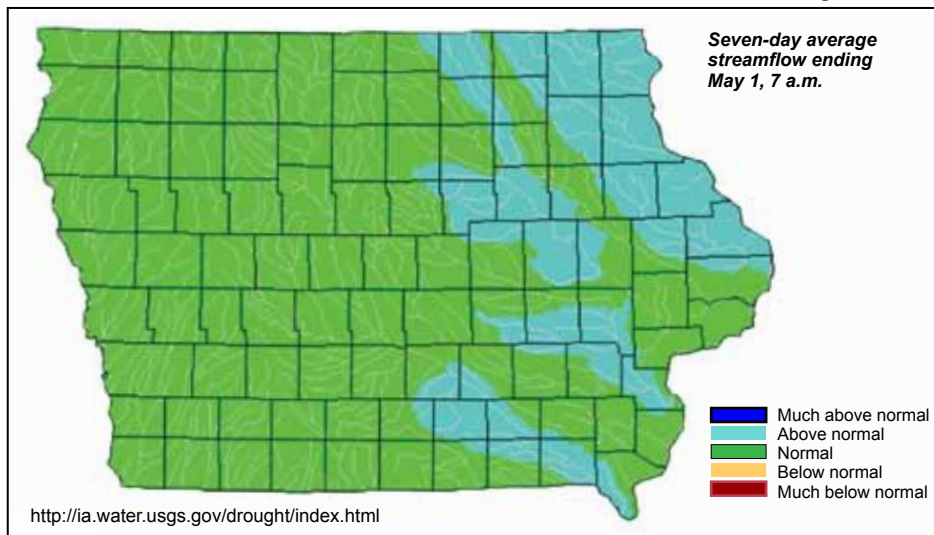 Seven-day average
streamflow ending
May 1, 7 a.m.
Much above normal
Above normal
Normal
Below normal
Much below normal
http://ia.water.usgs.gov/drought/index.html